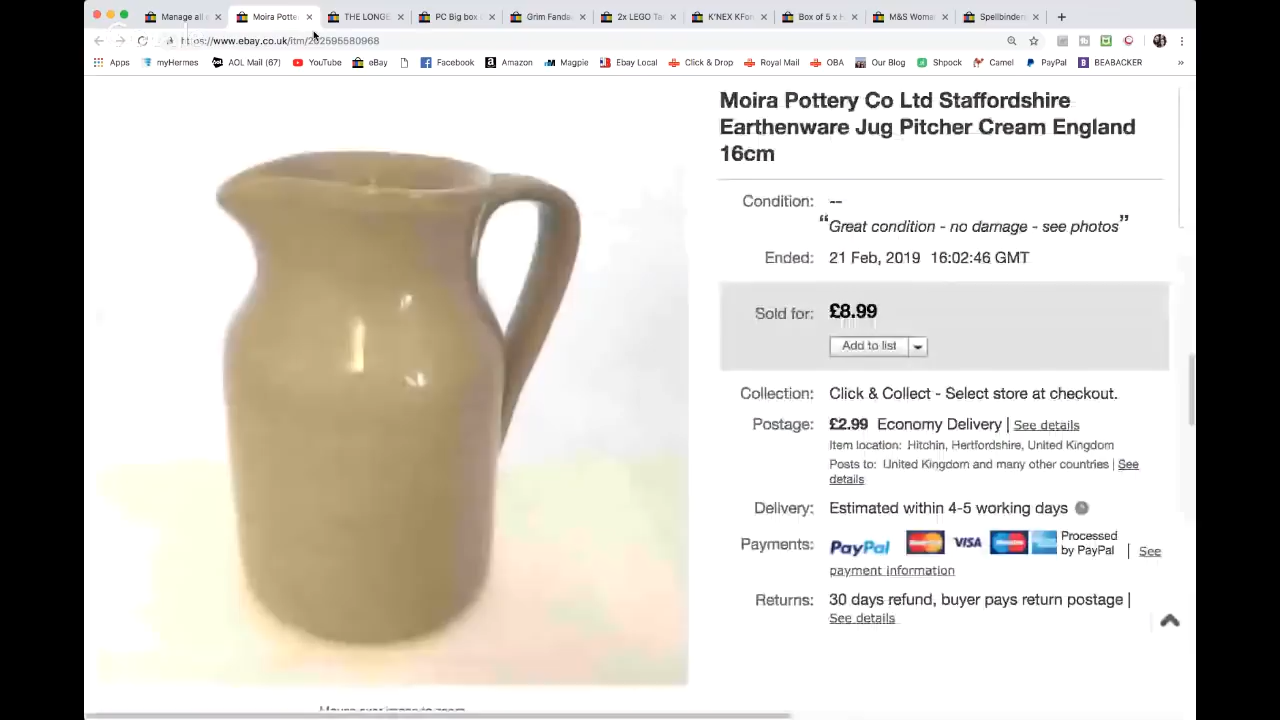 Manage all
Moira Potte
THE LONGE
PC Big box
Grim Fanda
2x LEGO Ta
K'NEX KFor
Box of 5 x H
M&S Woma
Spellbinder
https://www.ebay.co.uk/itm/202595580968
Apps
myHermes
AOL Mail (67)
YouTube
eBay
Facebook
Amazon
Magpie
Ebay Local
Click & Drop
Royal Mail
OBA
Our Blog
Shpock
Camel
PayPal
BEABACKER
»
Moira Pottery Co Ltd Staffordshire
Earthenware Jug Pitcher Cream England
16cm
Condition: --
“Great condition - no damage - see photos”
Ended: 21 Feb, 2019 16:02:46 GMT
Sold for: £8.99
Add to list
Collection: Click & Collect - Select store at checkout.
Postage: £2.99 Economy Delivery | See details
Item location: Hitchin, Hertfordshire, United Kingdom
Posts to: United Kingdom and many other countries | See
details
Delivery: Estimated within 4-5 working days
Payments: PayPal VISA Processed
by PayPal | See
payment information
Returns: 30 days refund, buyer pays return postage |
See details